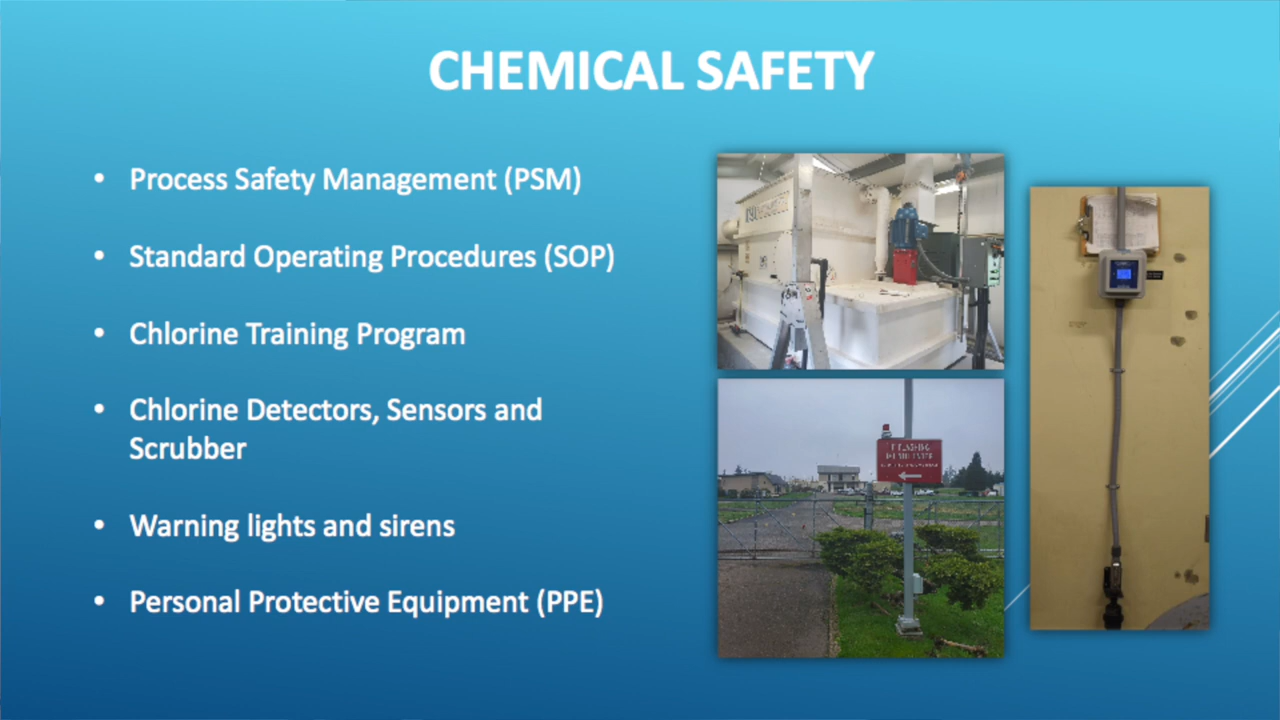 CHEMICAL SAFETY
• Process Safety Management (PSM)
• Standard Operating Procedures (SOP)
• Chlorine Training Program
• Chlorine Detectors, Sensors and
Scrubber
• Warning lights and sirens
• Personal Protective Equipment (PPE)